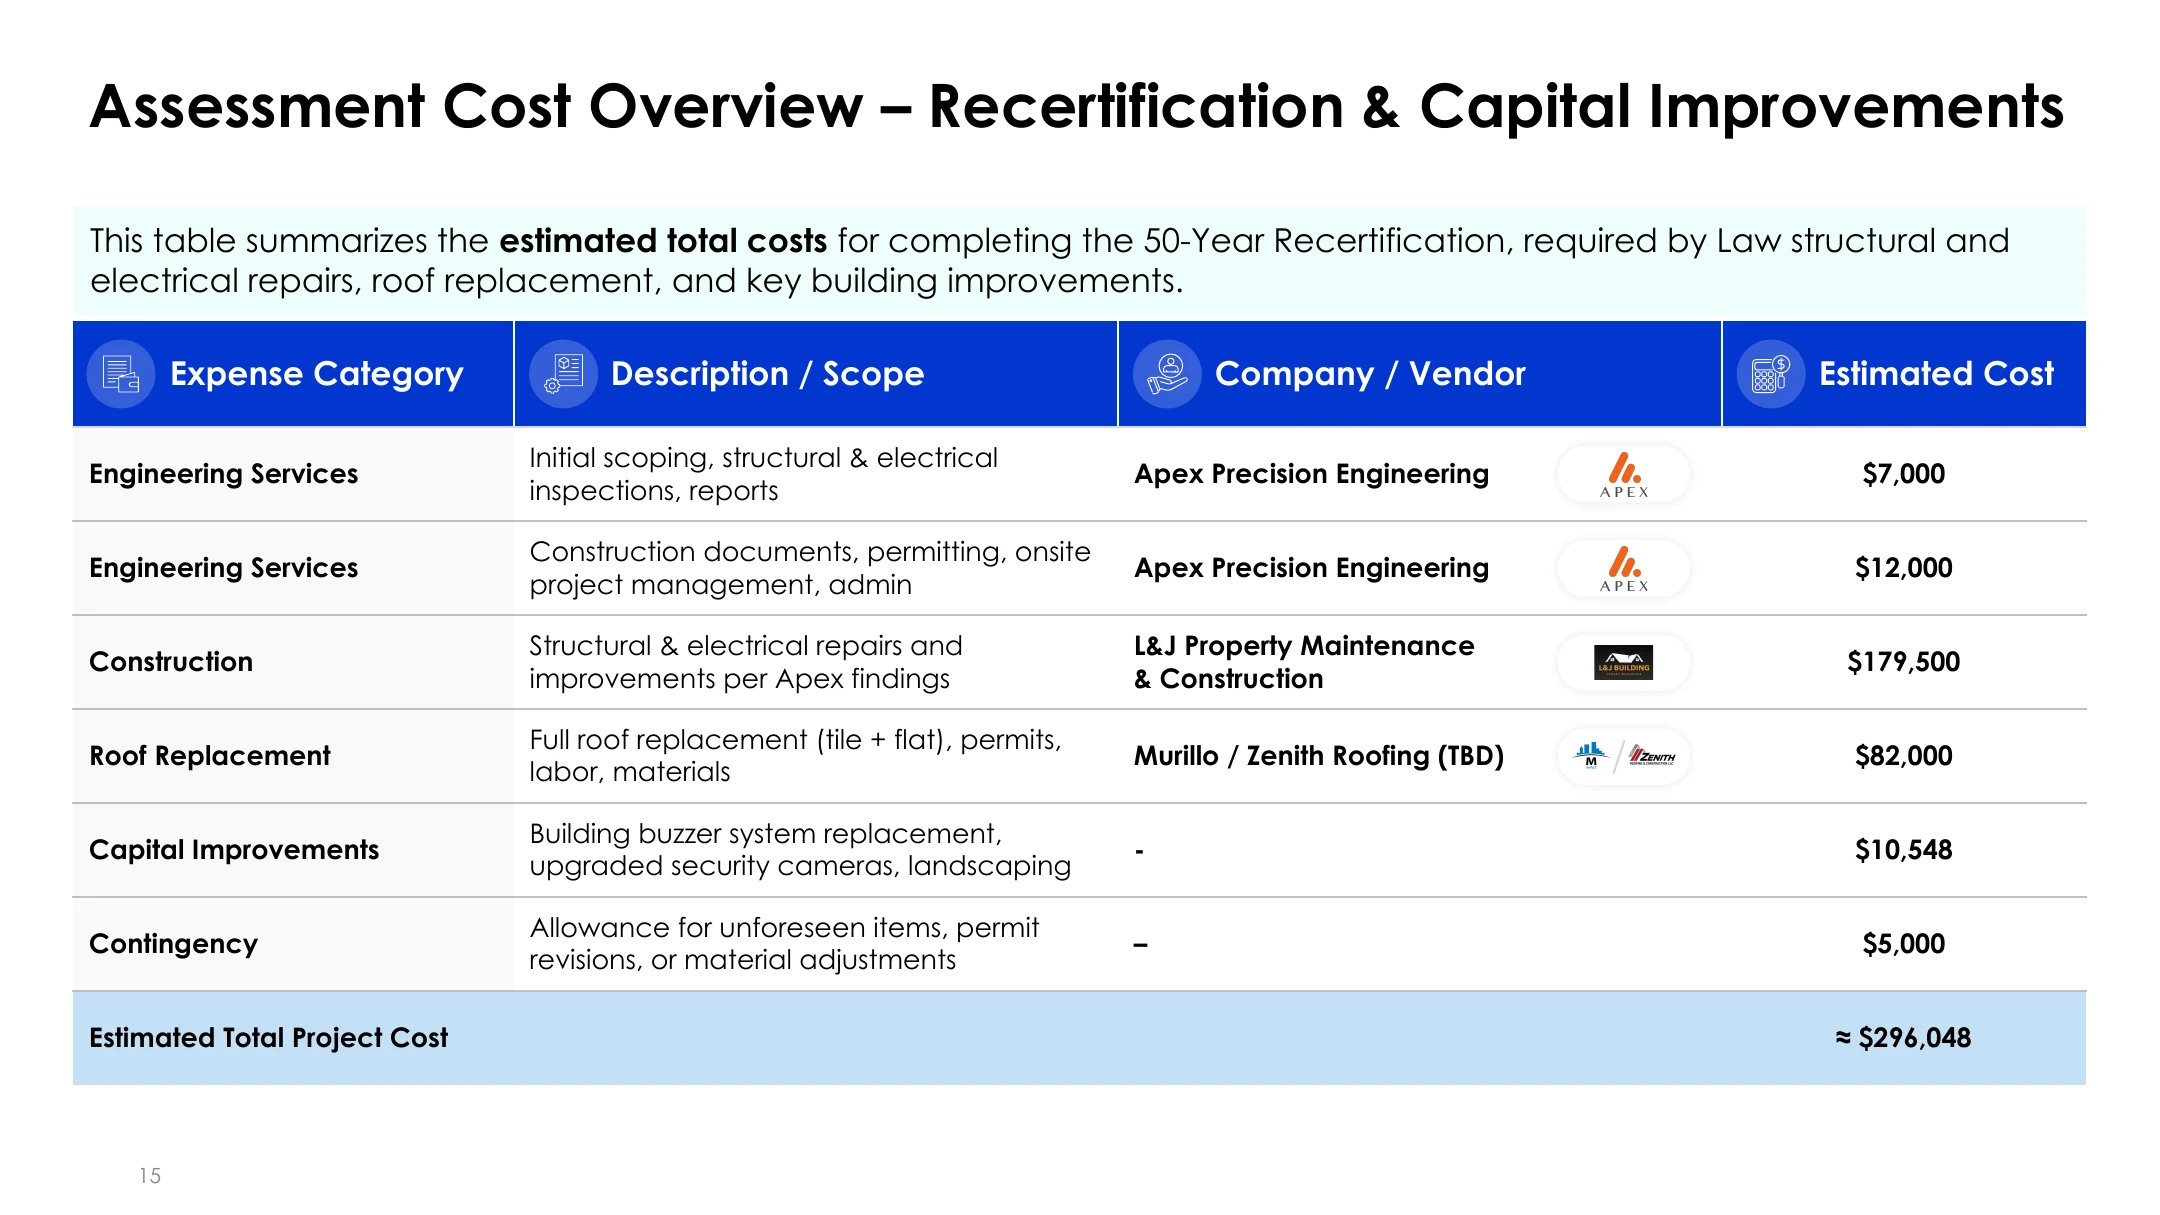 Assessment Cost Overview – Recertification & Capital Improvements
This table summarizes the estimated total costs for completing the 50-Year Recertification, required by Law structural and
electrical repairs, roof replacement, and key building improvements.
Expense Category
Description / Scope
Company / Vendor
Estimated Cost
Engineering Services
Initial scoping, structural & electrical
inspections, reports
Apex Precision Engineering
APEX
$7,000
Engineering Services
Construction documents, permitting, onsite
project management, admin
Apex Precision Engineering
APEX
$12,000
Construction
Structural & electrical repairs and
improvements per Apex findings
L&J Property Maintenance
& Construction
L&J BUILDING
$179,500
Roof Replacement
Full roof replacement (tile + flat), permits,
labor, materials
Murillo / Zenith Roofing (TBD)
M
ZENITH
$82,000
Capital Improvements
Building buzzer system replacement,
upgraded security cameras, landscaping
-
$10,548
Contingency
Allowance for unforeseen items, permit
revisions, or material adjustments
–
$5,000
Estimated Total Project Cost
≈ $296,048
15